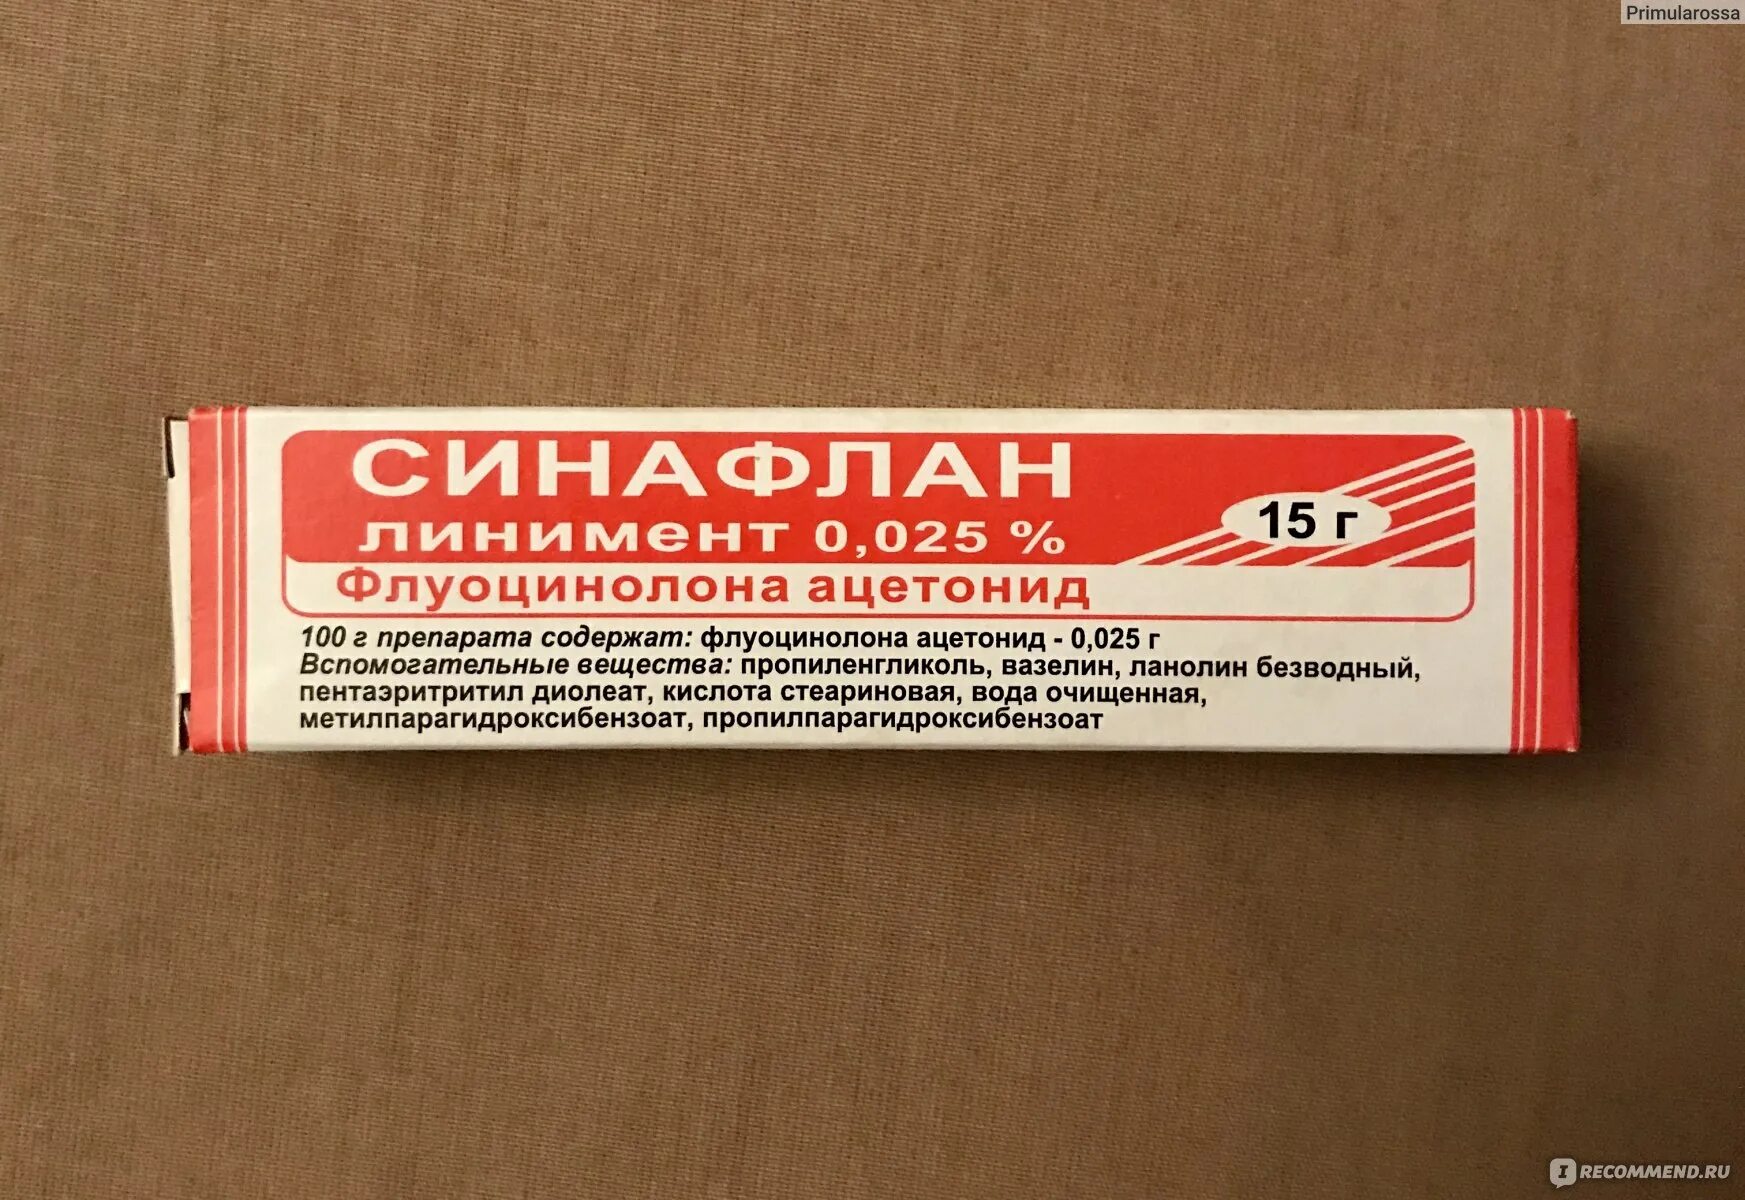 Primularossa
СИНАФЛАН
ЛИНИМЕНТ 0,025 %
15 г
Флуоцинолона ацетонид
100 г препарата содержат: флуоцинолона ацетонид - 0,025 г
Вспомогательные вещества: пропиленгликоль, вазелин, ланолин безводный,
пентаэритритил диолеат, кислота стеариновая, вода очищенная,
метилпарагидроксибензоат, пропилпарагидроксибензоат
IRECOMMEND.RU